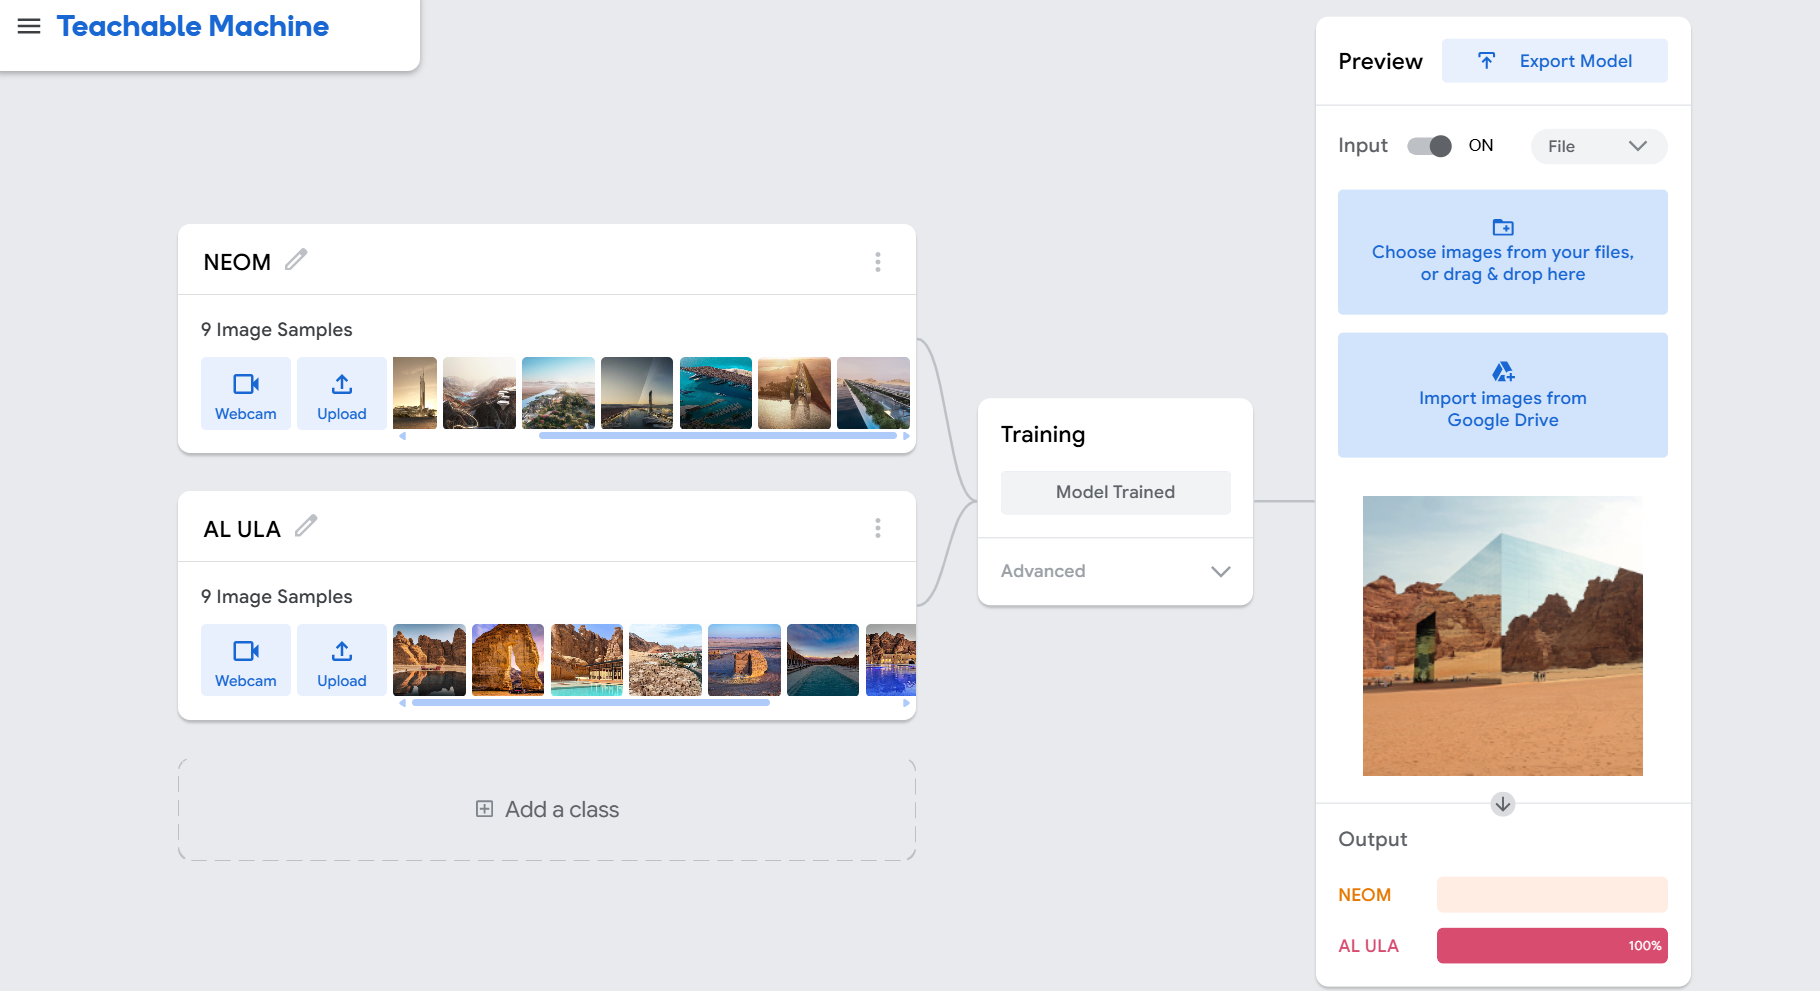 Teachable Machine
NEOM
9 Image Samples
Webcam
Upload
AL ULA
9 Image Samples
Webcam
Upload
Add a class
Training
Model Trained
Advanced
Preview
Export Model
Input
ON
File
Choose images from your files,
or drag & drop here
Import images from
Google Drive
Output
NEOM
AL ULA
100%